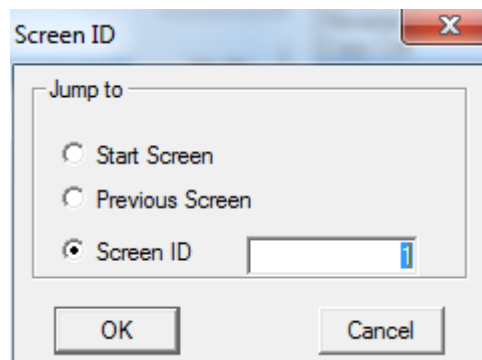 Screen ID
Jump to
Start Screen
Previous Screen
Screen ID 1
OK Cancel